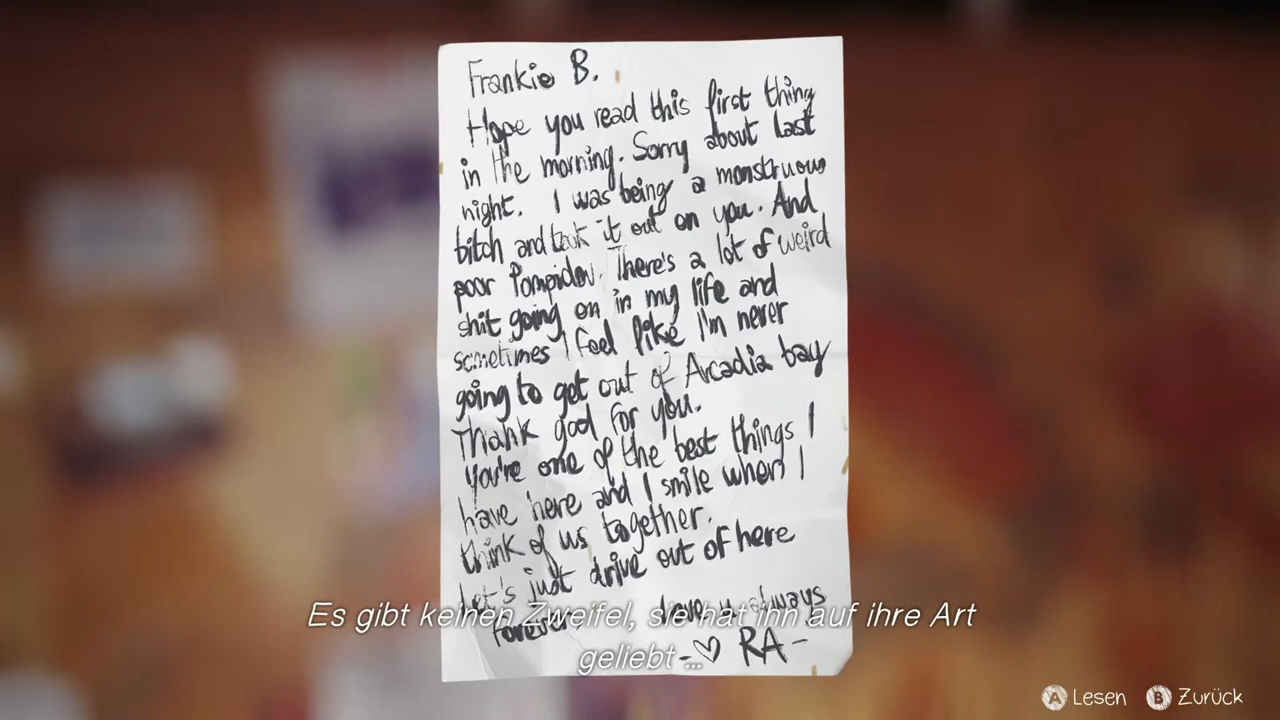 Frankie B.
Hope you read this first thing
in the morning. Sorry about last
night. I was being a monstruous
bitch and took it out on you. And
poor Pompidou. There's a lot of weird
shit going on in my life and
sometimes I feel like I'm never
going to get out of Arcadia bay
Thank god for you.
You're one of the best things I
have here and I smile when I
think of us together.
Let's just drive out of here
forever
love u always
-♡ RA-
Es gibt keinen Zweifel, sie hat ihn auf ihre Art
geliebt ...
A Lesen B Zurück